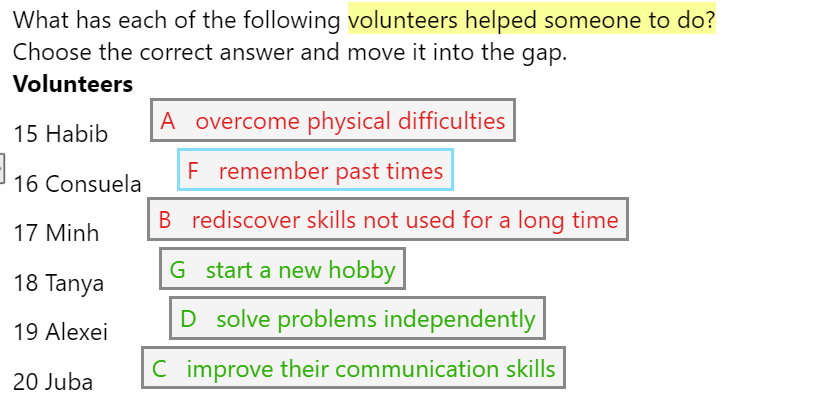 What has each of the following volunteers helped someone to do?
Choose the correct answer and move it into the gap.
Volunteers
15 Habib A overcome physical difficulties
16 Consuela F remember past times
17 Minh B rediscover skills not used for a long time
18 Tanya G start a new hobby
19 Alexei D solve problems independently
20 Juba C improve their communication skills